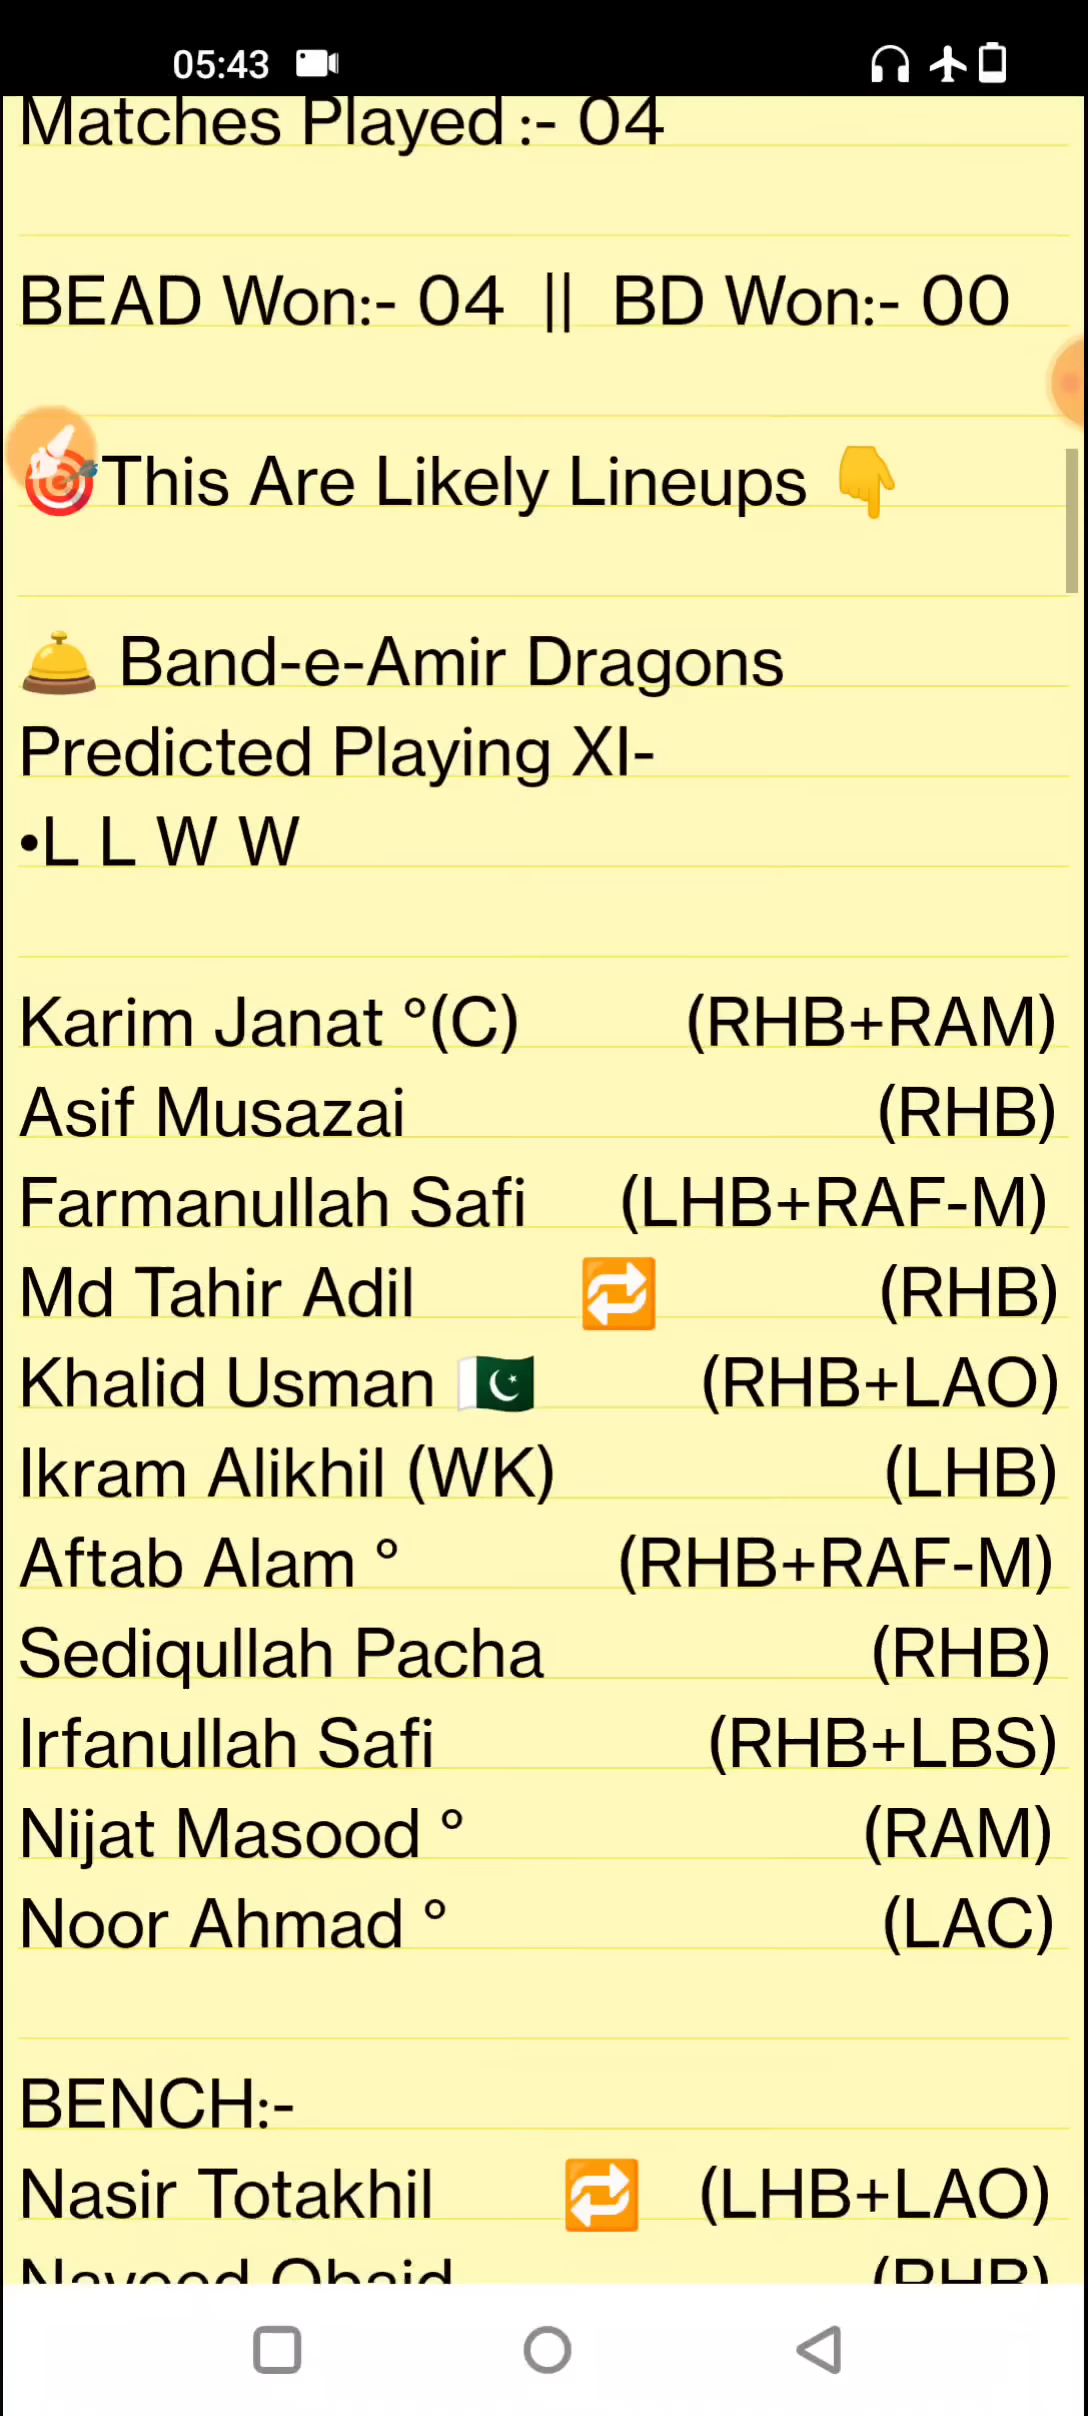 05:43
Matches Played :- 04
BEAD Won:- 04 || BD Won:- 00
🎯This Are Likely Lineups 👇
🛎 Band-e-Amir Dragons
Predicted Playing XI-
•L L W W
Karim Janat °(C) (RHB+RAM)
Asif Musazai (RHB)
Farmanullah Safi (LHB+RAF-M)
Md Tahir Adil 🔁 (RHB)
Khalid Usman 🇵🇰 (RHB+LAO)
Ikram Alikhil (WK) (LHB)
Aftab Alam ° (RHB+RAF-M)
Sediqullah Pacha (RHB)
Irfanullah Safi (RHB+LBS)
Nijat Masood ° (RAM)
Noor Ahmad ° (LAC)
BENCH:-
Nasir Totakhil 🔁 (LHB+LAO)
Naveed Obaid (RHB)